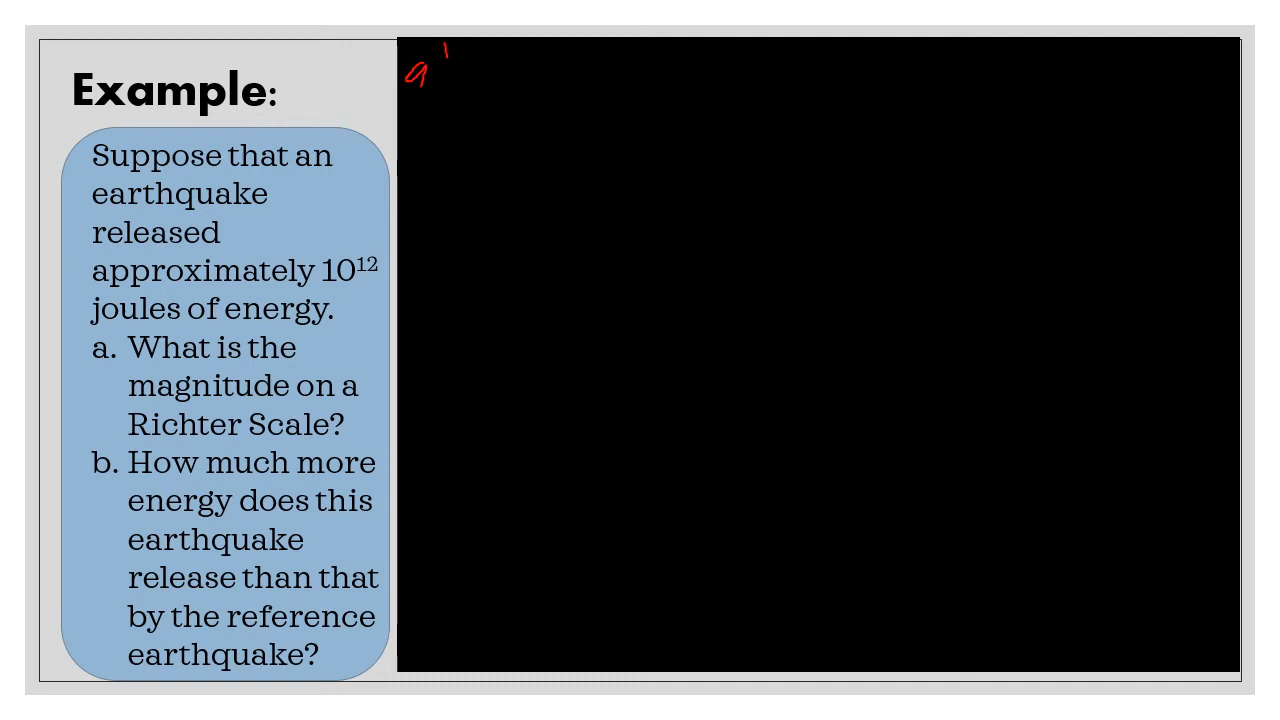 Example:
Suppose that an
earthquake
released
approximately 10¹²
joules of energy.
a. What is the
magnitude on a
Richter Scale?
b. How much more
energy does this
earthquake
release than that
by the reference
earthquake?
a